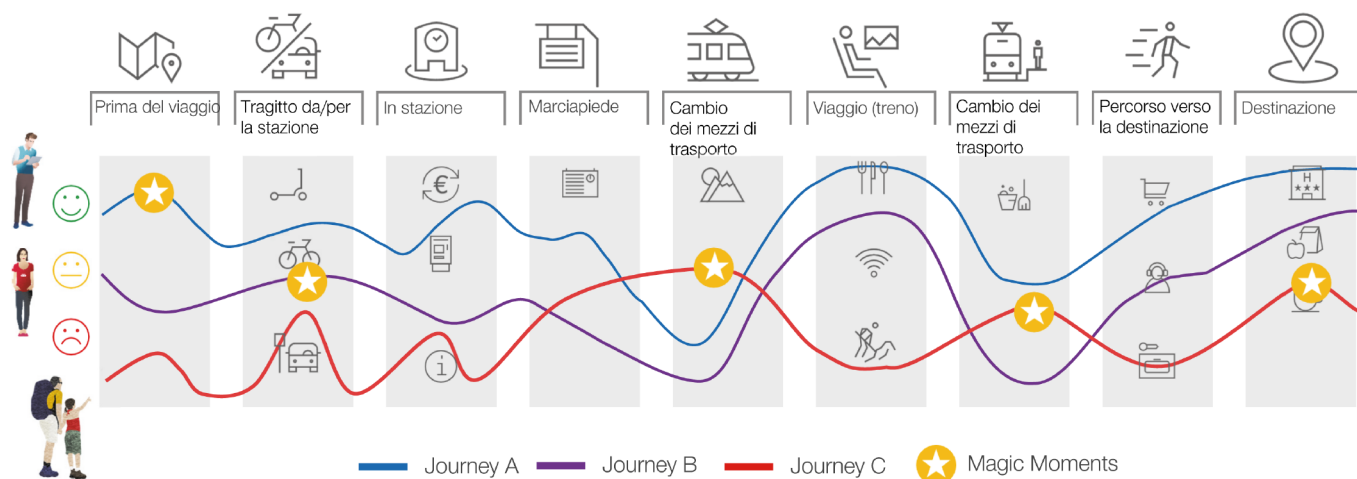 Prima del viaggio
Tragitto da/per
la stazione
In stazione
Marciapiede
Cambio
dei mezzi di
trasporto
Viaggio (treno)
Cambio dei
mezzi di
trasporto
Percorso verso
la destinazione
Destinazione
€
H
i
Journey A
Journey B
Journey C
Magic Moments